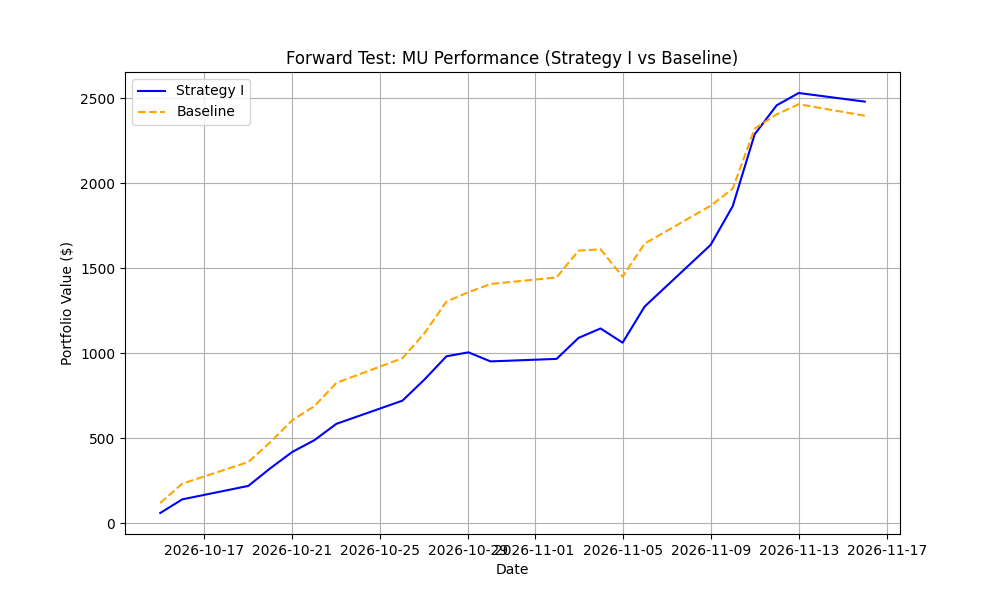 Forward Test: MU Performance (Strategy I vs Baseline)
Strategy I
Baseline
Portfolio Value ($)
2500
2000
1500
1000
500
0
2026-10-17 2026-10-21 2026-10-25 2026-10-29 2026-11-01 2026-11-05 2026-11-09 2026-11-13 2026-11-17
Date